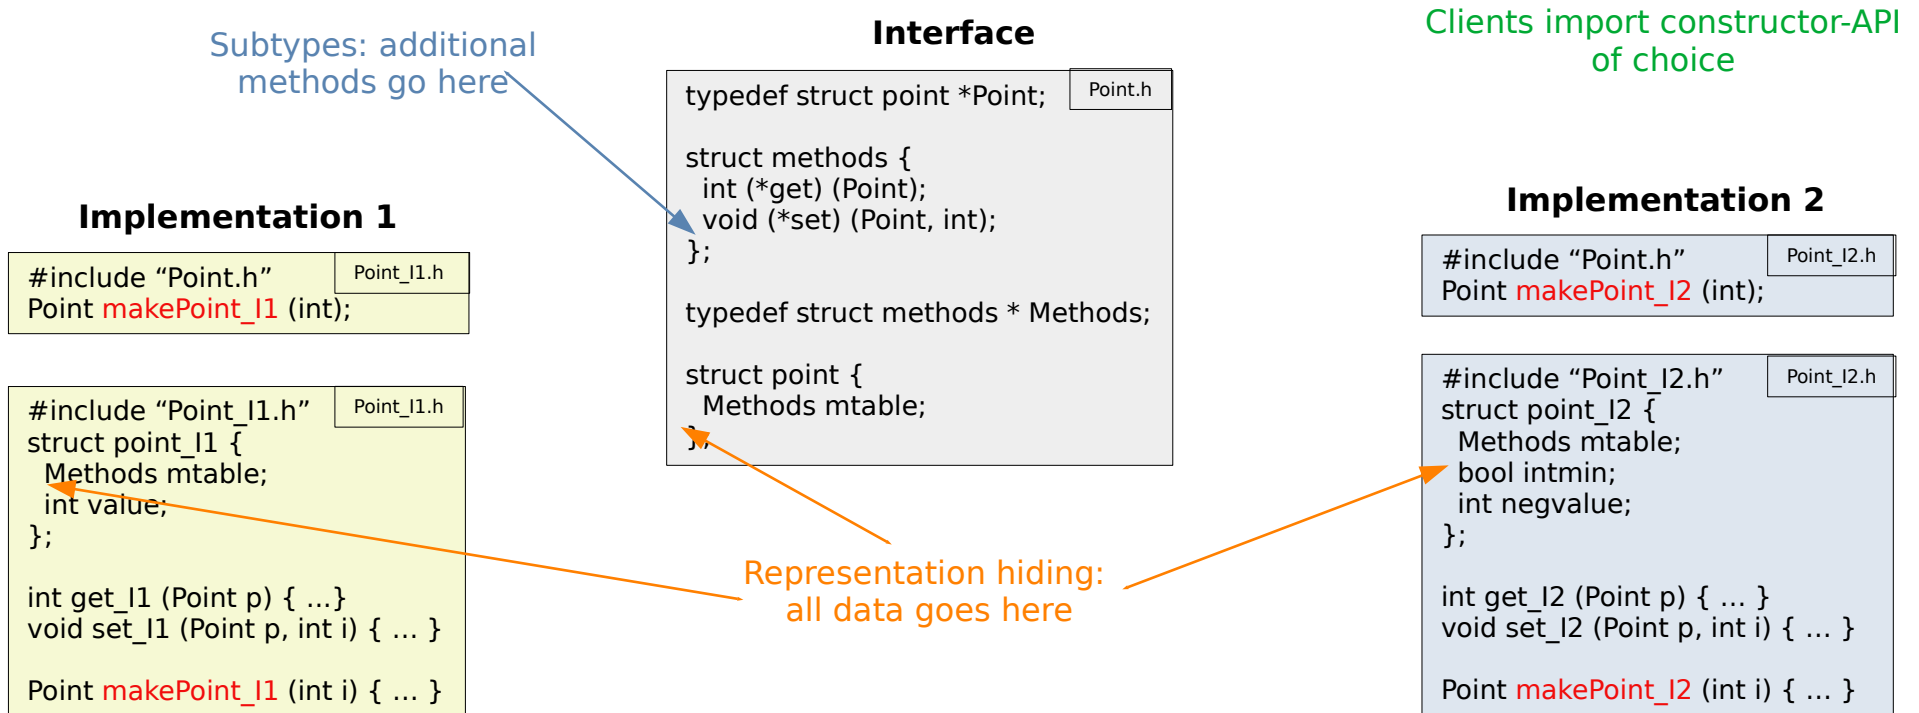 Subtypes: additional
methods go here
Interface
Clients import constructor-API
of choice
typedef struct point *Point;
Point.h
struct methods {
int (*get) (Point);
void (*set) (Point, int);
};
typedef struct methods * Methods;
struct point {
Methods mtable;
};
Implementation 1
#include “Point.h”
Point_I1.h
Point makePoint_I1 (int);
#include “Point_I1.h”
Point_I1.h
struct point_I1 {
Methods mtable;
int value;
};
int get_I1 (Point p) { ...}
void set_I1 (Point p, int i) { … }
Point makePoint_I1 (int i) { … }
Representation hiding:
all data goes here
Implementation 2
#include “Point.h”
Point_I2.h
Point makePoint_I2 (int);
#include “Point_I2.h”
Point_I2.h
struct point_I2 {
Methods mtable;
bool intmin;
int negvalue;
};
int get_I2 (Point p) { … }
void set_I2 (Point p, int i) { … }
Point makePoint_I2 (int i) { … }